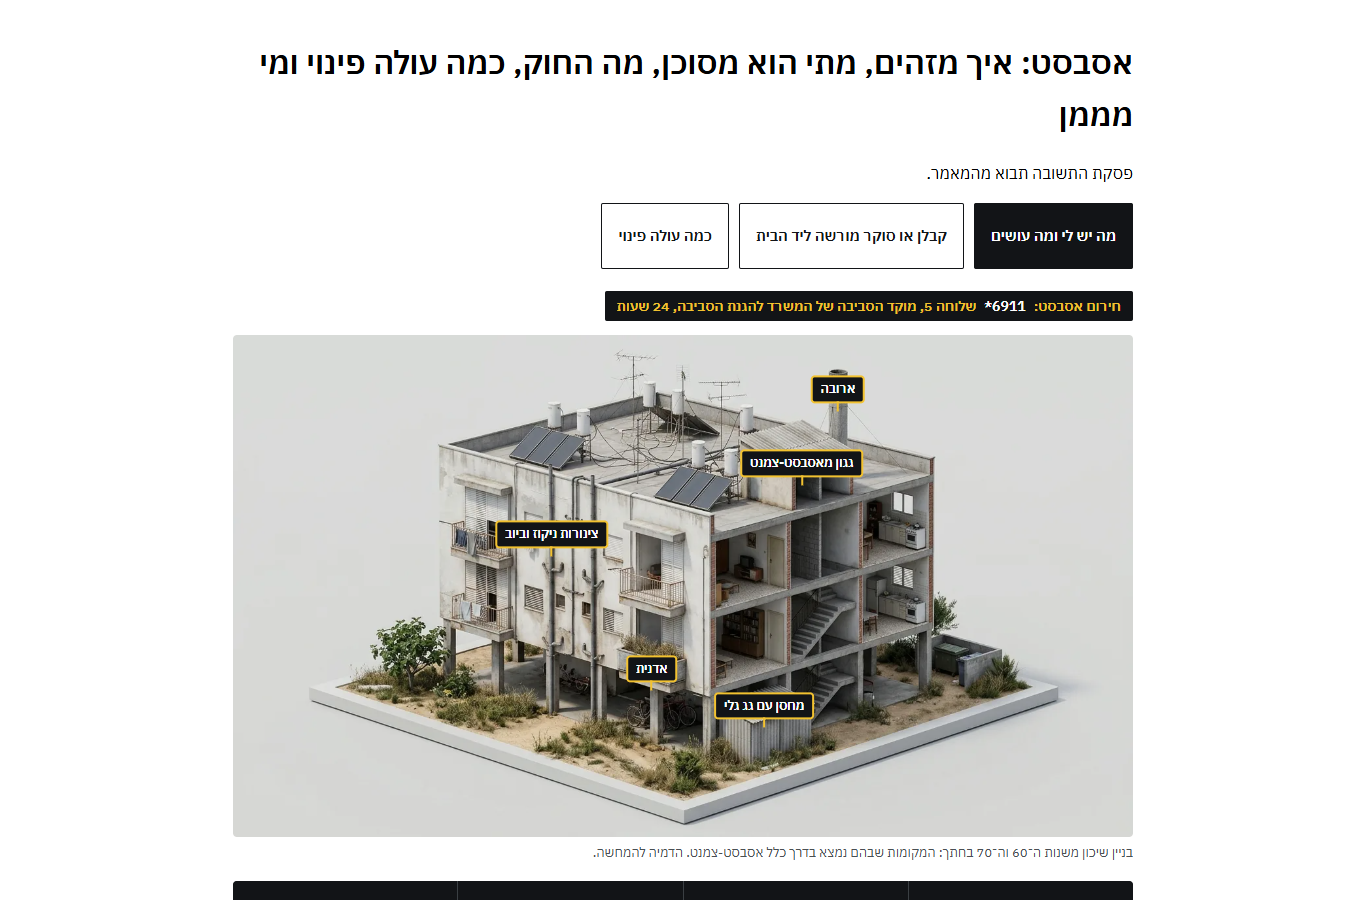 אסבסט: איך מזהים, מתי הוא מסוכן, מה החוק, כמה עולה פינוי ומי
מממן
פסקת התשובה תבוא מהמאמר.
מה יש לי ומה עושים
קבלן או סוקר מורשה ליד הבית
כמה עולה פינוי
חירום אסבסט: 6911* שלוחה 5, מוקד הסביבה של המשרד להגנת הסביבה, 24 שעות
ארובה
גגון מאסבסט-צמנט
צינורות ניקוז וביוב
אדנית
מחסן עם גג גלי
בניין שיכון משנות ה־60 וה־70 בחתך: המקומות שבהם נמצא בדרך כלל אסבסט-צמנט. הדמיה להמחשה.